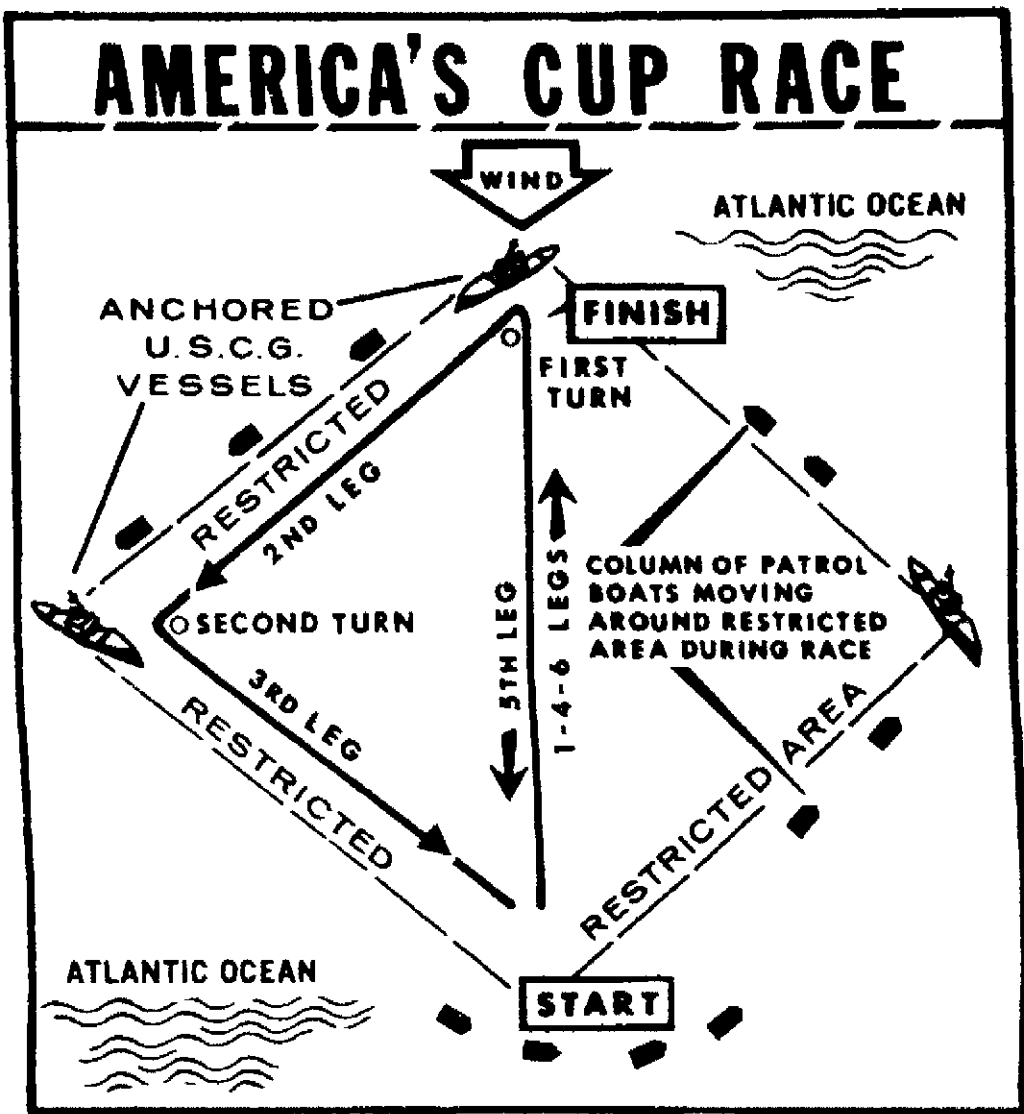 AMERICA'S CUP RACE
WIND
ATLANTIC OCEAN
ANCHORED
U.S.C.G.
VESSELS
FINISH
FIRST
TURN
RESTRICTED
2ND LEG
SECOND TURN
5TH LEG
1-4-6 LEGS
COLUMN OF PATROL
BOATS MOVING
AROUND RESTRICTED
AREA DURING RACE
3RD LEG
RESTRICTED
RESTRICTED AREA
ATLANTIC OCEAN
START